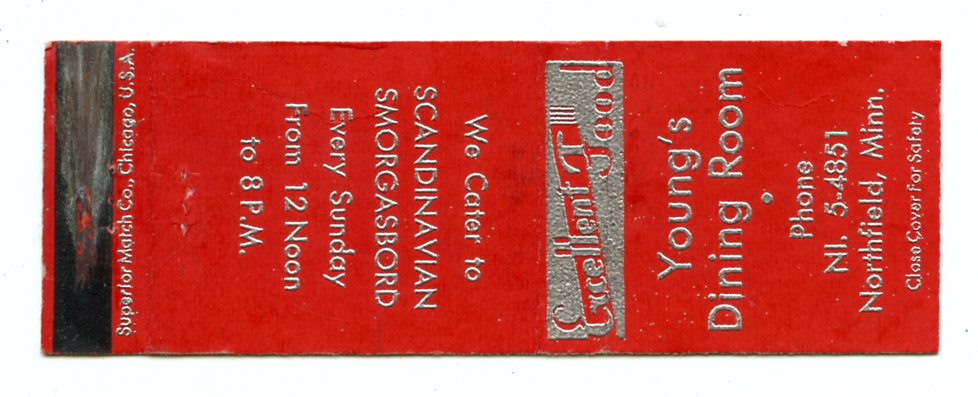 Superior Match Co., Chicago, U.S.A.
We Cater to
SCANDINAVIAN
SMORGASBORD
Every Sunday
From 12 Noon
to 8 P.M.
Excellent Food
Young's
Dining Room
Phone
NI. 5-4851
Northfield, Minn.
Close Cover For Safety